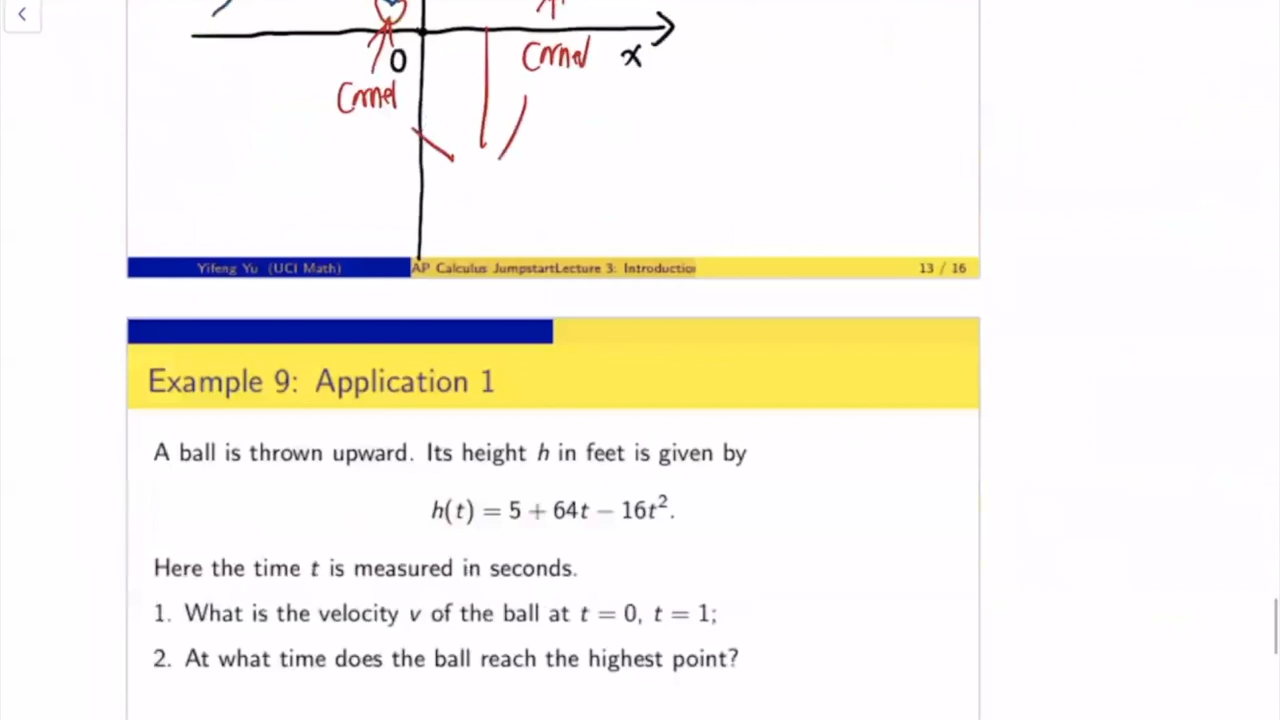 0
Cornel
Cornel
x
Yifeng Yu (UCI Math)
AP Calculus JumpstartLecture 3: Introduction
13 / 16
Example 9: Application 1
A ball is thrown upward. Its height h in feet is given by
h(t) = 5 + 64t − 16t².
Here the time t is measured in seconds.
1. What is the velocity v of the ball at t = 0, t = 1;
2. At what time does the ball reach the highest point?